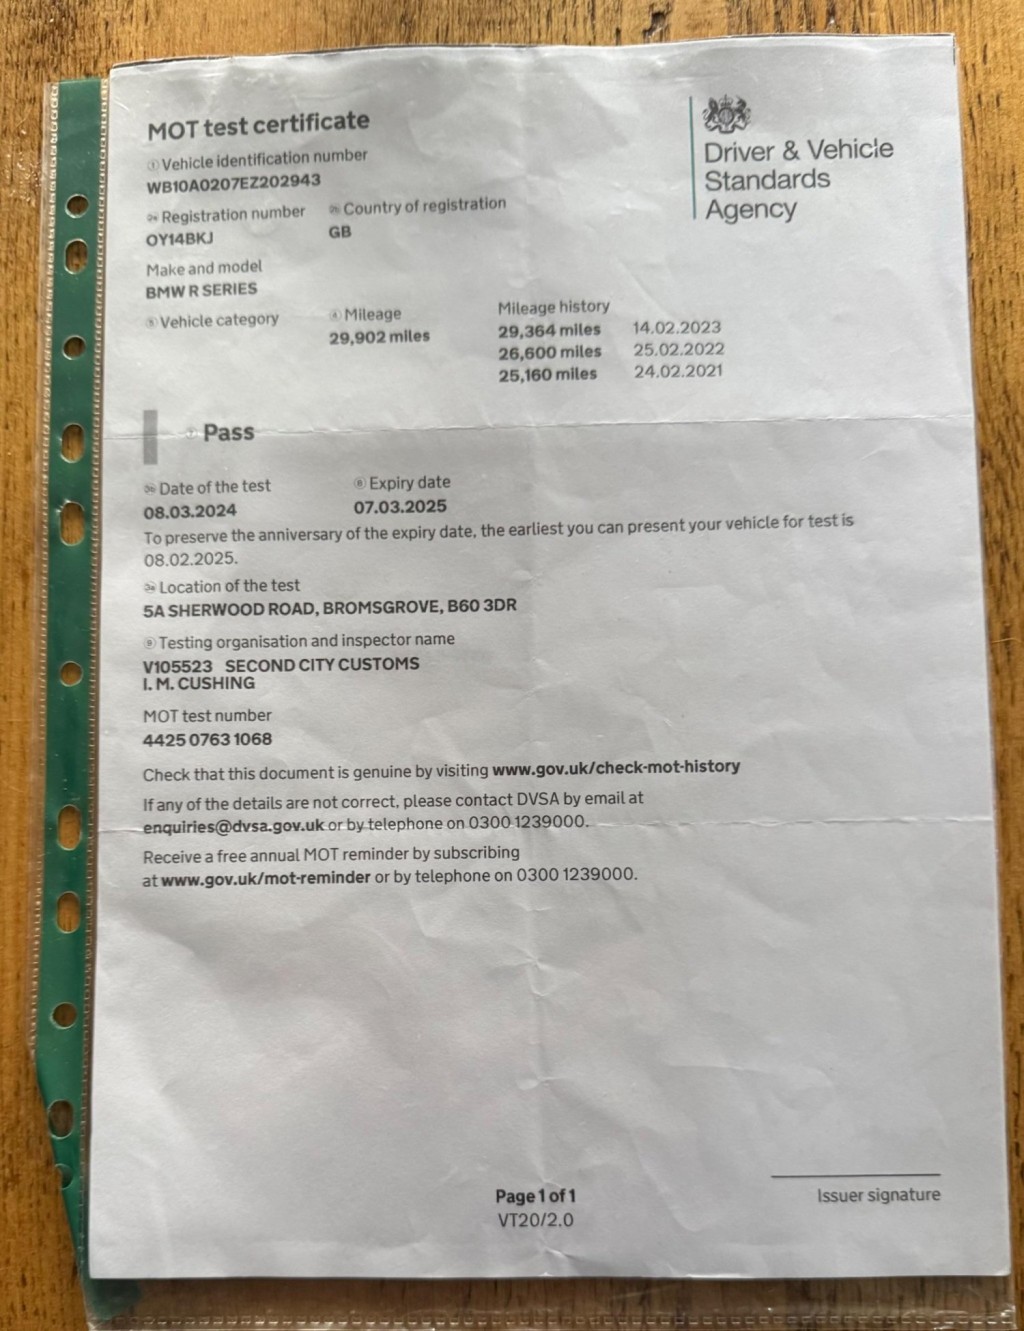 MOT test certificate
Vehicle identification number
WB10A0207EZ202943
Registration number
OY14BKJ
Country of registration
GB
Make and model
BMW R SERIES
Vehicle category
Mileage
29,902 miles
Mileage history
29,364 miles 14.02.2023
26,600 miles 25.02.2022
25,160 miles 24.02.2021
Driver & Vehicle
Standards
Agency
Pass
Date of the test
08.03.2024
Expiry date
07.03.2025
To preserve the anniversary of the expiry date, the earliest you can present your vehicle for test is
08.02.2025.
Location of the test
5A SHERWOOD ROAD, BROMSGROVE, B60 3DR
Testing organisation and inspector name
V105523 SECOND CITY CUSTOMS
I. M. CUSHING
MOT test number
4425 0763 1068
Check that this document is genuine by visiting www.gov.uk/check-mot-history
If any of the details are not correct, please contact DVSA by email at
enquiries@dvsa.gov.uk or by telephone on 0300 1239000.
Receive a free annual MOT reminder by subscribing
at www.gov.uk/mot-reminder or by telephone on 0300 1239000.
Page 1 of 1
VT20/2.0
Issuer signature